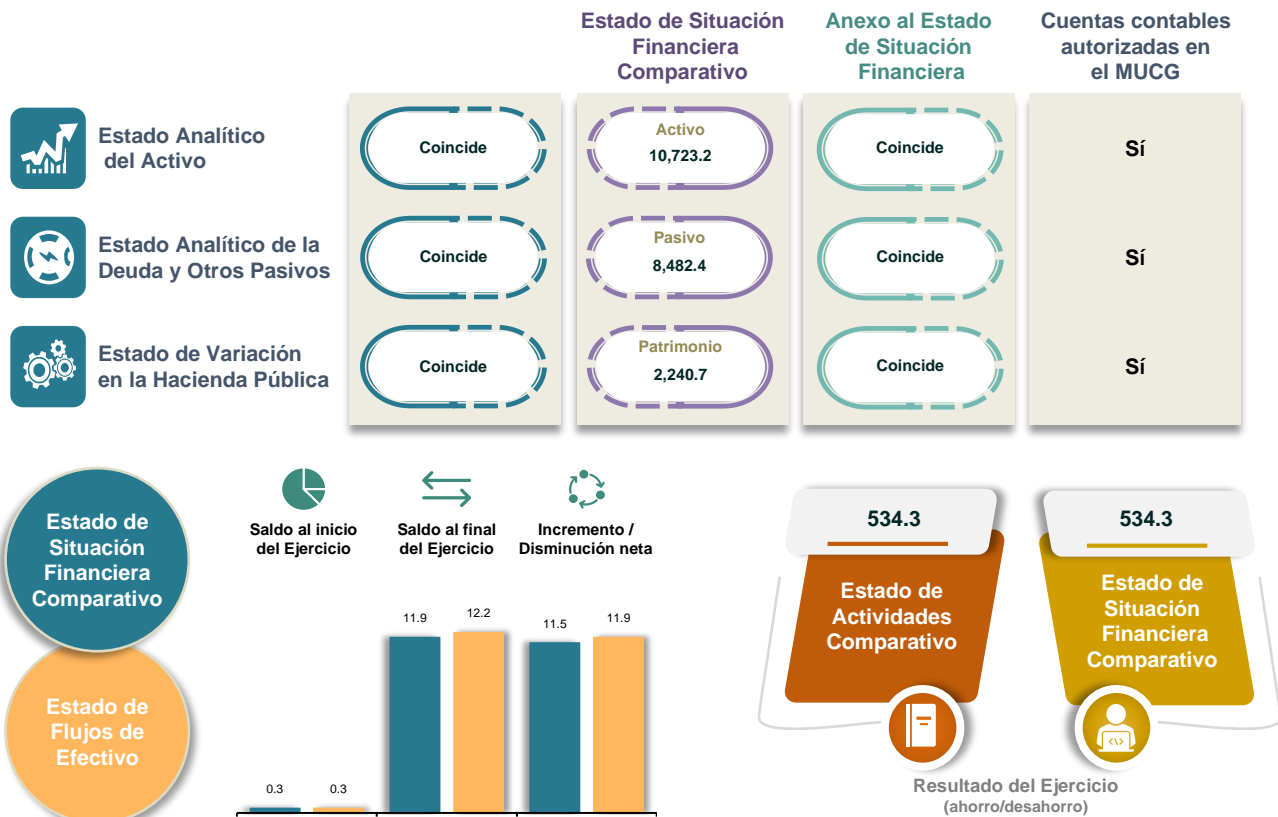 Estado de Situación
Financiera
Comparativo
Anexo al Estado
de Situación
Financiera
Cuentas contables
autorizadas en
el MUCG
Estado Analítico
del Activo
Coincide
Activo
10,723.2
Coincide
Sí
Estado Analítico de la
Deuda y Otros Pasivos
Coincide
Pasivo
8,482.4
Coincide
Sí
Estado de Variación
en la Hacienda Pública
Coincide
Patrimonio
2,240.7
Coincide
Sí
Estado de
Situación
Financiera
Comparativo
Estado de
Flujos de
Efectivo
Saldo al inicio
del Ejercicio
Saldo al final
del Ejercicio
Incremento /
Disminución neta
0.3
0.3
11.9
12.2
11.5
11.9
534.3
Estado de
Actividades
Comparativo
534.3
Estado de
Situación
Financiera
Comparativo
Resultado del Ejercicio
(ahorro/desahorro)